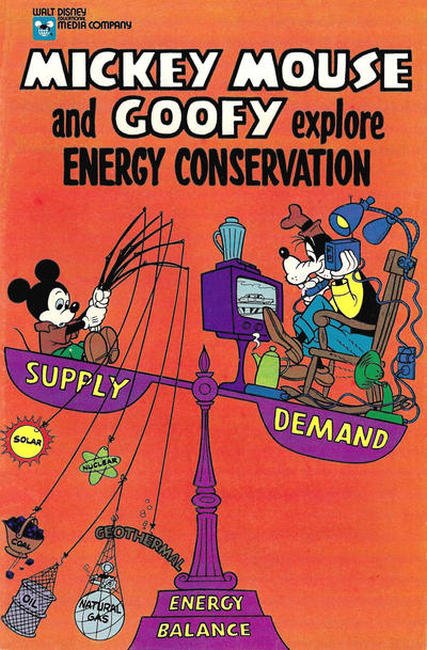 WALT DISNEY
EDUCATIONAL
MEDIA COMPANY
MICKEY MOUSE
and GOOFY explore
ENERGY CONSERVATION
SUPPLY
DEMAND
SOLAR
NUCLEAR
COAL
GEOTHERMAL
OIL
NATURAL
GAS
ENERGY
BALANCE